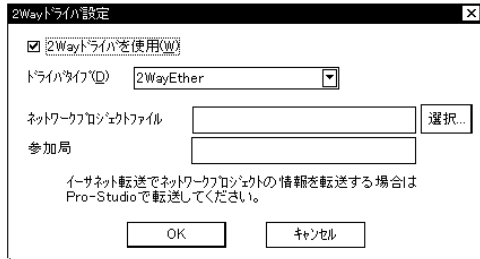 2Wayﾄﾞﾗｲﾊﾞ設定
2Wayﾄﾞﾗｲﾊﾞを使用(W)
ﾄﾞﾗｲﾊﾞﾀｲﾌﾟ(D)
2WayEther
ﾈｯﾄﾜｰｸﾌﾟﾛｼﾞｪｸﾄﾌｧｲﾙ
選択...
参加局
ｲｰｻﾈｯﾄ転送でﾈｯﾄﾜｰｸﾌﾟﾛｼﾞｪｸﾄの情報を転送する場合は
Pro-Studioで転送してください。
OK
ｷｬﾝｾﾙ